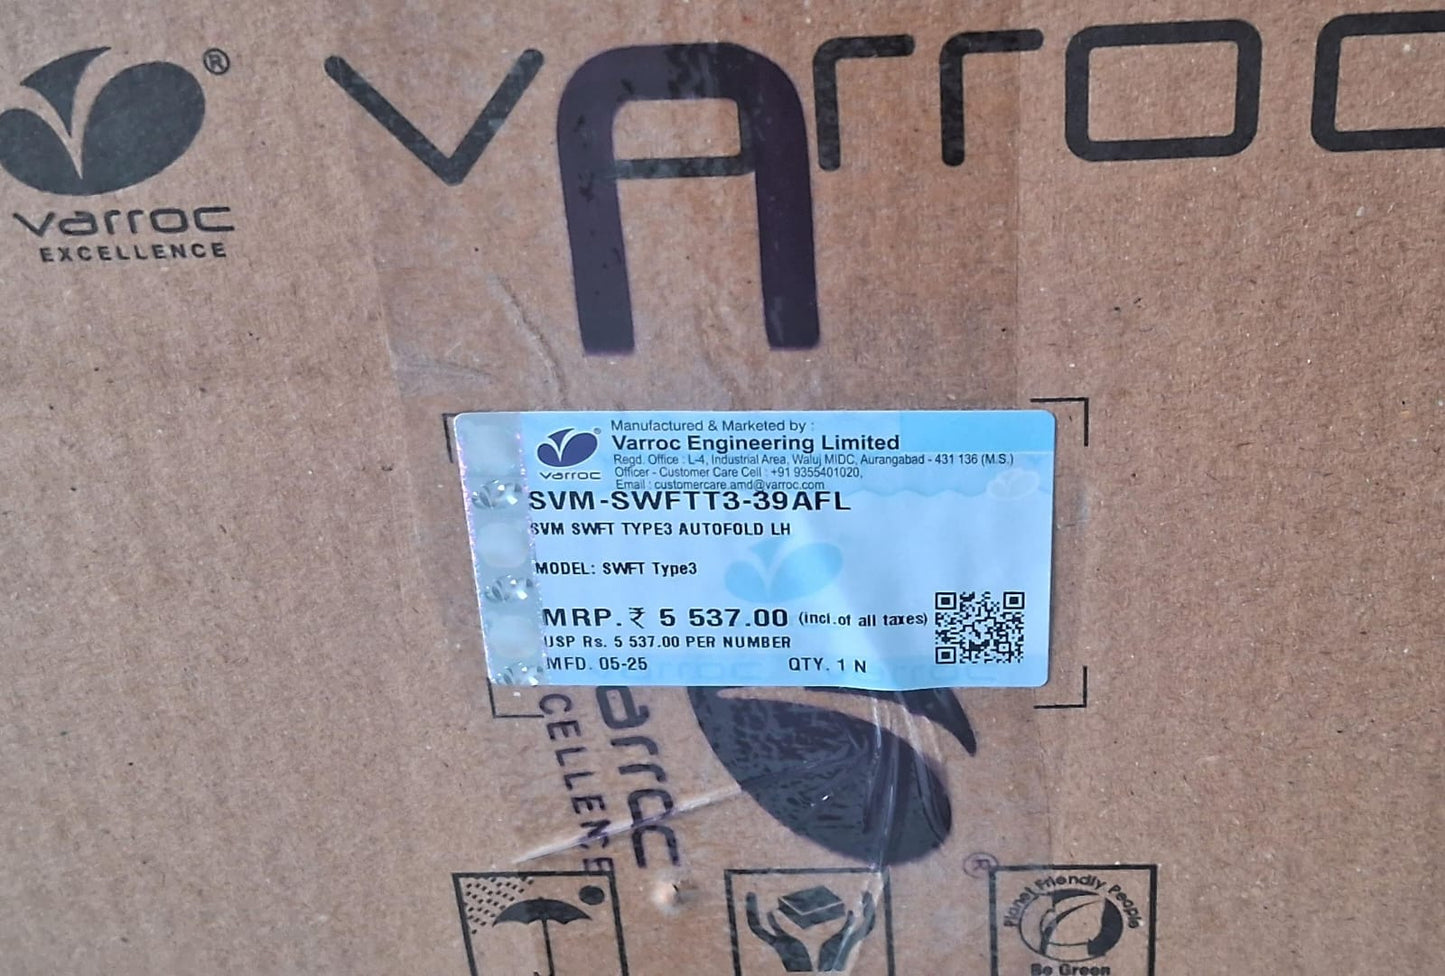 ®
varroc
EXCELLENCE
varroc
Manufactured & Marketed by :
Varroc Engineering Limited
Regd. Office : L-4, Industrial Area, Waluj MIDC, Aurangabad - 431 136 (M.S.)
Officer - Customer Care Cell : +91 9355401020,
Email : customercare.amd@varroc.com
varroc
SVM-SWFTT3-39AFL
SVM SWFT TYPE3 AUTOFOLD LH
MODEL: SWFT Type3
MRP. ₹ 5 537.00 (incl.of all taxes)
USP Rs. 5 537.00 PER NUMBER
MFD. 05-25 QTY. 1 N
arroc
CELLENCE
®
Planet Friendly People
Be Green